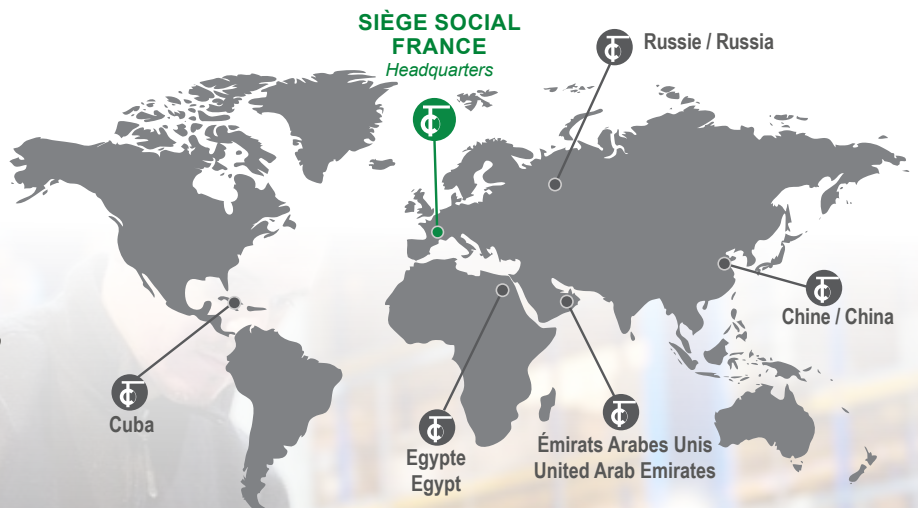 SIÈGE SOCIAL
FRANCE
Headquarters
Russie / Russia
Chine / China
Cuba
Egypte
Egypt
Émirats Arabes Unis
United Arab Emirates